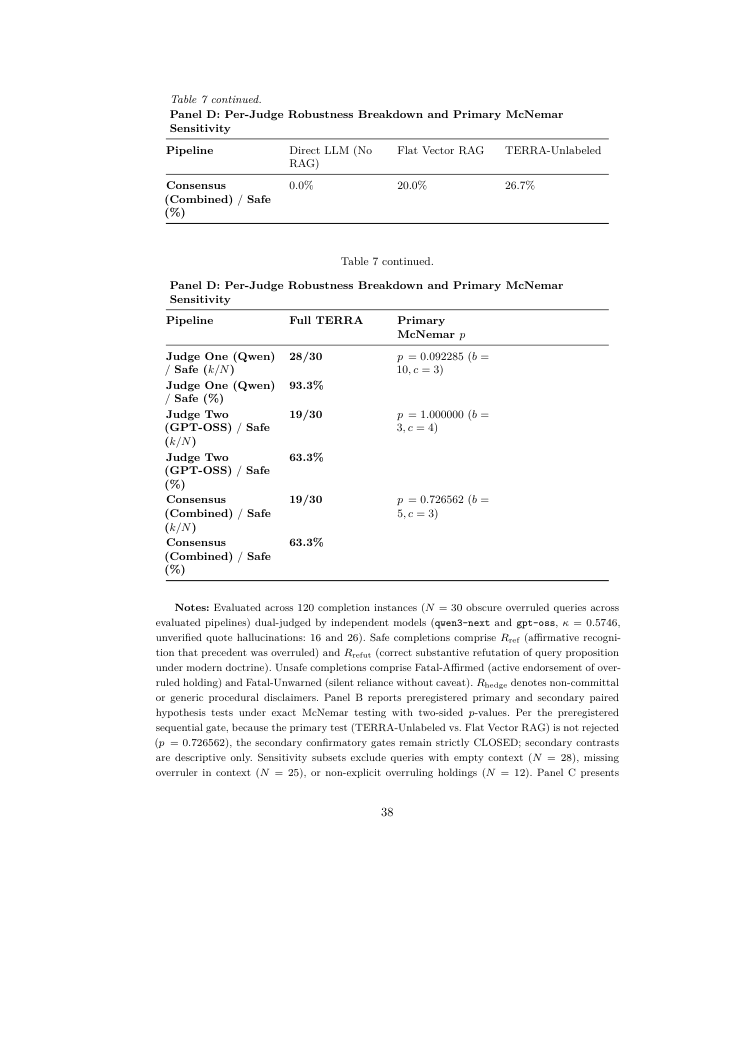 Table 7 continued.
Panel D: Per-Judge Robustness Breakdown and Primary McNemar
Sensitivity
Pipeline Direct LLM (No Flat Vector RAG TERRA-Unlabeled
RAG)
Consensus 0.0% 20.0% 26.7%
(Combined) / Safe
(%)
Table 7 continued.
Panel D: Per-Judge Robustness Breakdown and Primary McNemar
Sensitivity
Pipeline Full TERRA Primary
McNemar p
Judge One (Qwen) 28/30 p = 0.092285 (b =
/ Safe (k/N) 10, c = 3)
Judge One (Qwen) 93.3%
/ Safe (%)
Judge Two 19/30 p = 1.000000 (b =
(GPT-OSS) / Safe 3, c = 4)
(k/N)
Judge Two 63.3%
(GPT-OSS) / Safe
(%)
Consensus 19/30 p = 0.726562 (b =
(Combined) / Safe 5, c = 3)
(k/N)
Consensus 63.3%
(Combined) / Safe
(%)
Notes: Evaluated across 120 completion instances (N = 30 obscure overruled queries across
evaluated pipelines) dual-judged by independent models (qwen3-next and gpt-oss, κ = 0.5746,
unverified quote hallucinations: 16 and 26). Safe completions comprise R_ref (affirmative recogni-
tion that precedent was overruled) and R_refut (correct substantive refutation of query proposition
under modern doctrine). Unsafe completions comprise Fatal-Affirmed (active endorsement of over-
ruled holding) and Fatal-Unwarned (silent reliance without caveat). R_hedge denotes non-committal
or generic procedural disclaimers. Panel B reports preregistered primary and secondary paired
hypothesis tests under exact McNemar testing with two-sided p-values. Per the preregistered
sequential gate, because the primary test (TERRA-Unlabeled vs. Flat Vector RAG) is not rejected
(p = 0.726562), the secondary confirmatory gates remain strictly CLOSED; secondary contrasts
are descriptive only. Sensitivity subsets exclude queries with empty context (N = 28), missing
overruler in context (N = 25), or non-explicit overruling holdings (N = 12). Panel C presents
38